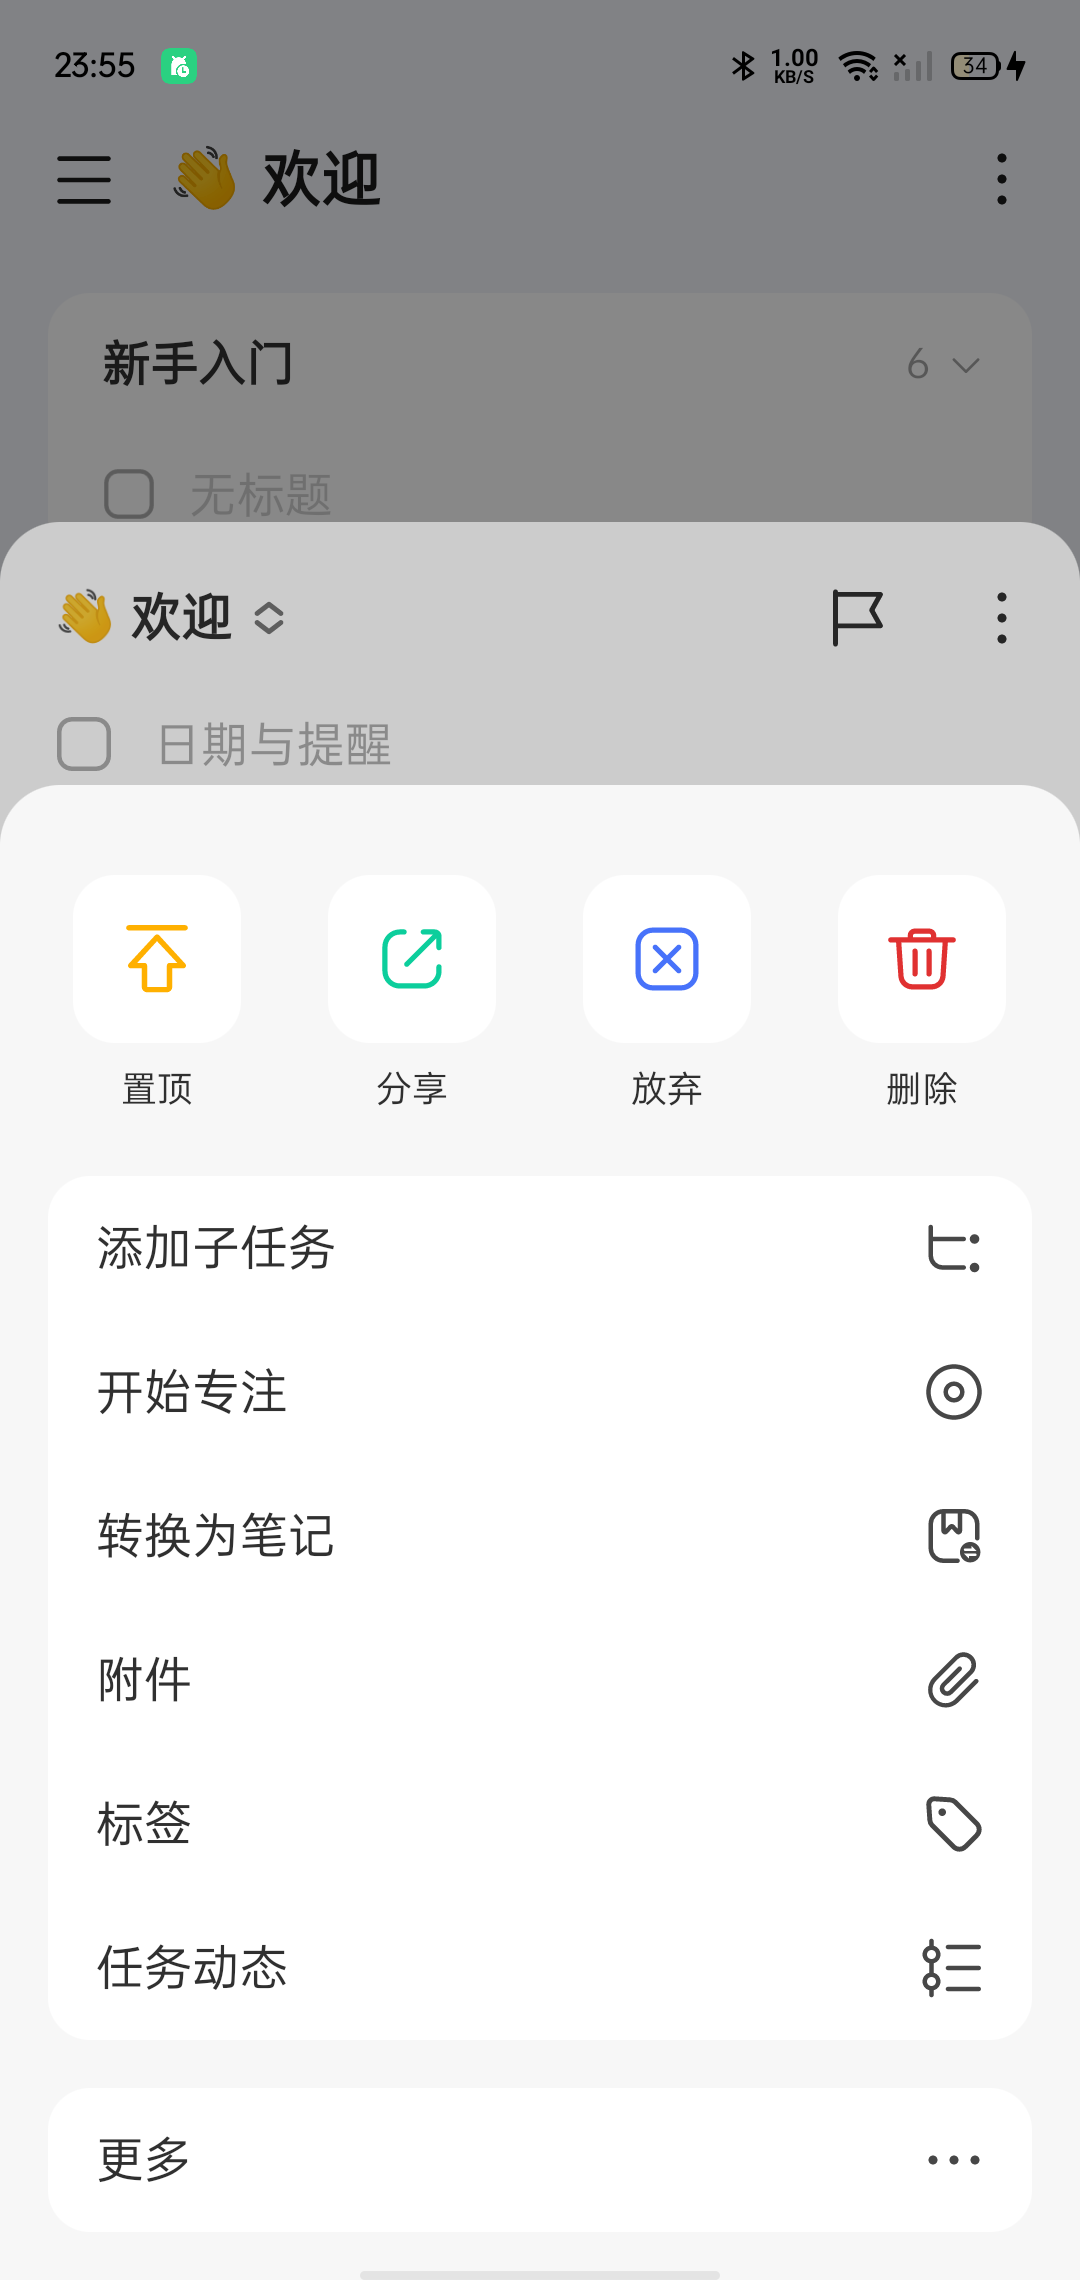 23:55
1.00
KB/S
34
👋 欢迎
新手入门
6
无标题
👋 欢迎
日期与提醒
置顶
分享
放弃
删除
添加子任务
开始专注
转换为笔记
附件
标签
任务动态
更多